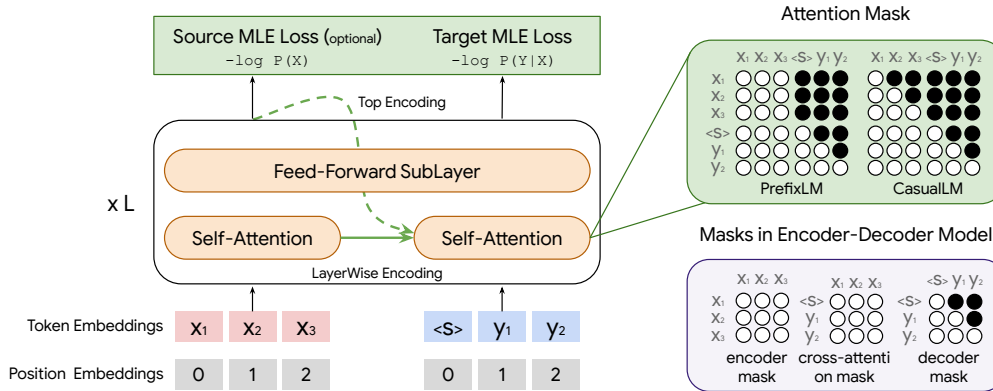 Source MLE Loss (optional)
-log P(X)
Target MLE Loss
-log P(Y|X)
Top Encoding
Feed-Forward SubLayer
x L
Self-Attention
Self-Attention
LayerWise Encoding
Token Embeddings
x1 x2 x3
<s> y1 y2
Position Embeddings
0 1 2
0 1 2
Attention Mask
x1 x2 x3 <s> y1 y2
x1
x2
x3
<s>
y1
y2
PrefixLM
x1 x2 x3 <s> y1 y2
CasualLM
Masks in Encoder-Decoder Model
x1 x2 x3
x1
x2
x3
encoder
mask
x1 x2 x3
<s>
y1
y2
cross-attenti
on mask
<s> y1 y2
<s>
y1
y2
decoder
mask